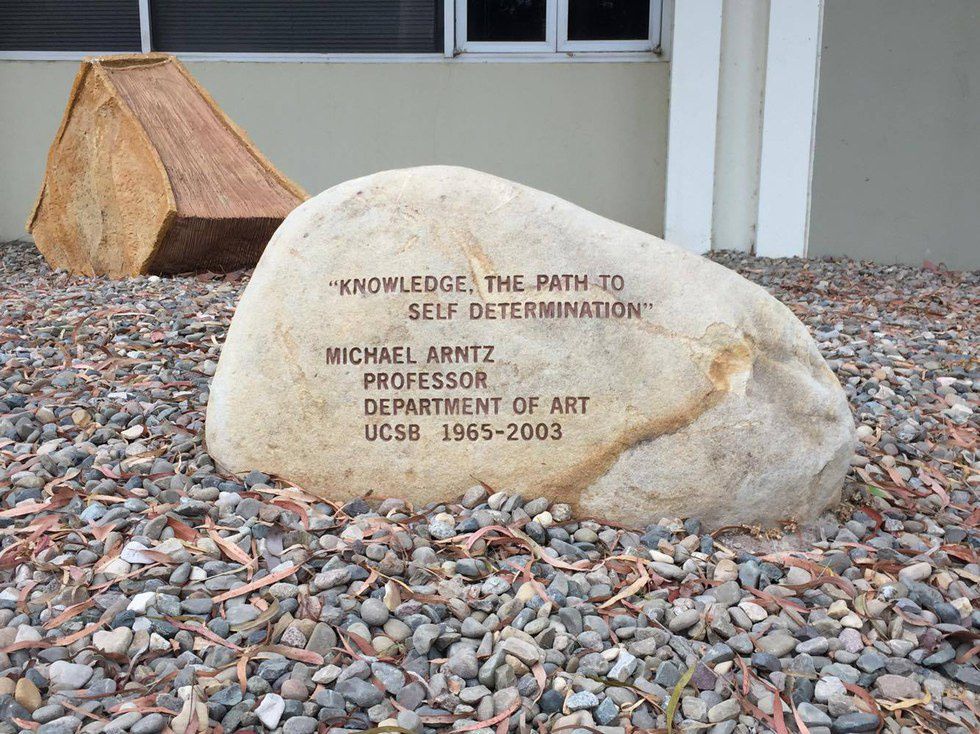 "KNOWLEDGE, THE PATH TO
SELF DETERMINATION"
MICHAEL ARNTZ
PROFESSOR
DEPARTMENT OF ART
UCSB 1965-2003